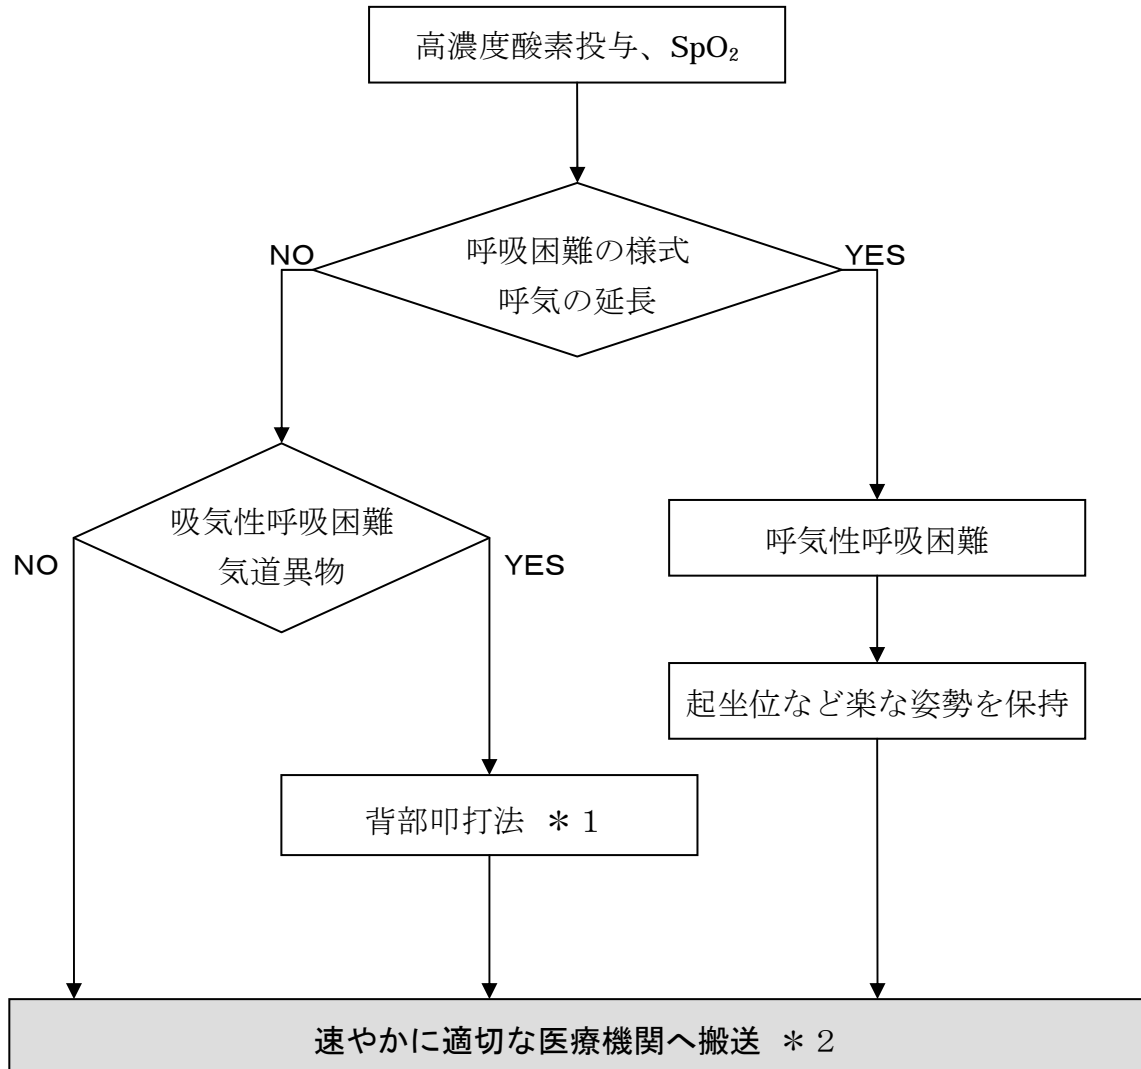 高濃度酸素投与、SpO₂
NO
YES
呼吸困難の様式
呼気の延長
吸気性呼吸困難
気道異物
NO
YES
呼気性呼吸困難
起坐位など楽な姿勢を保持
背部叩打法 ＊1
速やかに適切な医療機関へ搬送 ＊2